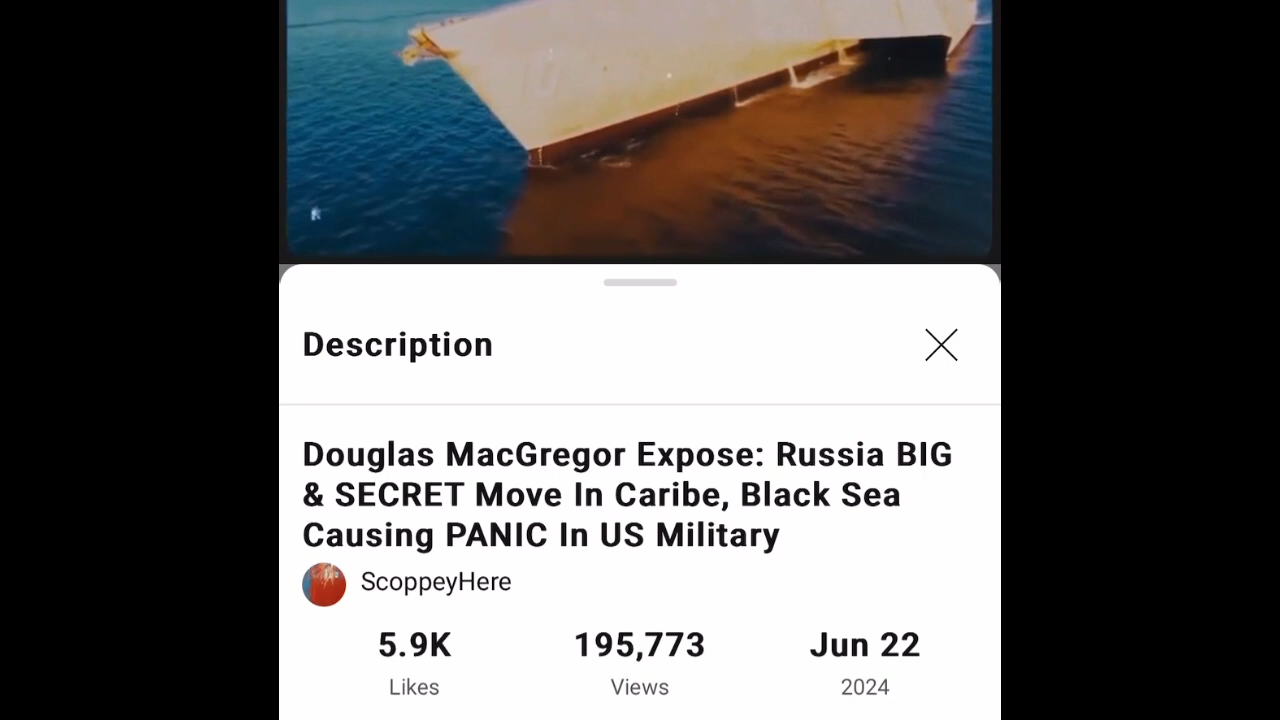 Description
Douglas MacGregor Expose: Russia BIG
& SECRET Move In Caribe, Black Sea
Causing PANIC In US Military
ScoppeyHere
5.9K 195,773 Jun 22
Likes Views 2024